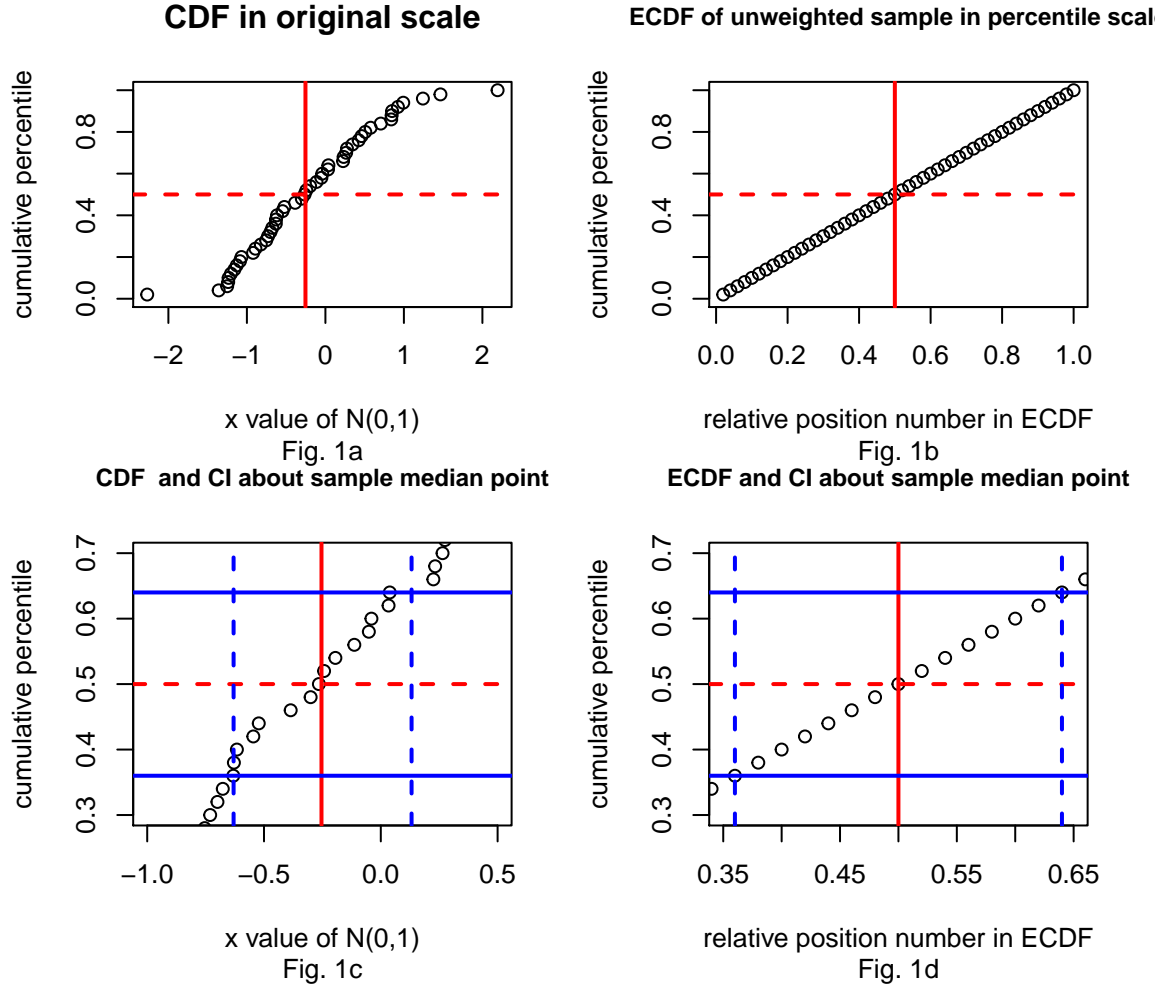 CDF in original scale
cumulative percentile
0.0 0.4 0.8
−2 −1 0 1 2
x value of N(0,1)
Fig. 1a
ECDF of unweighted sample in percentile scal
cumulative percentile
0.0 0.4 0.8
0.0 0.2 0.4 0.6 0.8 1.0
relative position number in ECDF
Fig. 1b
CDF and CI about sample median point
cumulative percentile
0.3 0.4 0.5 0.6 0.7
−1.0 −0.5 0.0 0.5
x value of N(0,1)
Fig. 1c
ECDF and CI about sample median point
cumulative percentile
0.3 0.4 0.5 0.6 0.7
0.35 0.45 0.55 0.65
relative position number in ECDF
Fig. 1d